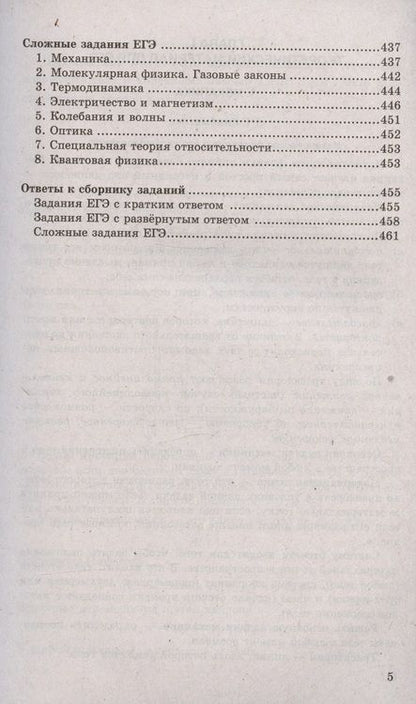 Сложные задания ЕГЭ ........ 437
1. Механика ........ 437
2. Молекулярная физика. Газовые законы ........ 442
3. Термодинамика ........ 444
4. Электричество и магнетизм ........ 446
5. Колебания и волны ........ 451
6. Оптика ........ 452
7. Специальная теория относительности ........ 453
8. Квантовая физика ........ 453
Ответы к сборнику заданий ........ 455
Задания ЕГЭ с кратким ответом ........ 455
Задания ЕГЭ с развёрнутым ответом ........ 458
Сложные задания ЕГЭ ........ 461
5